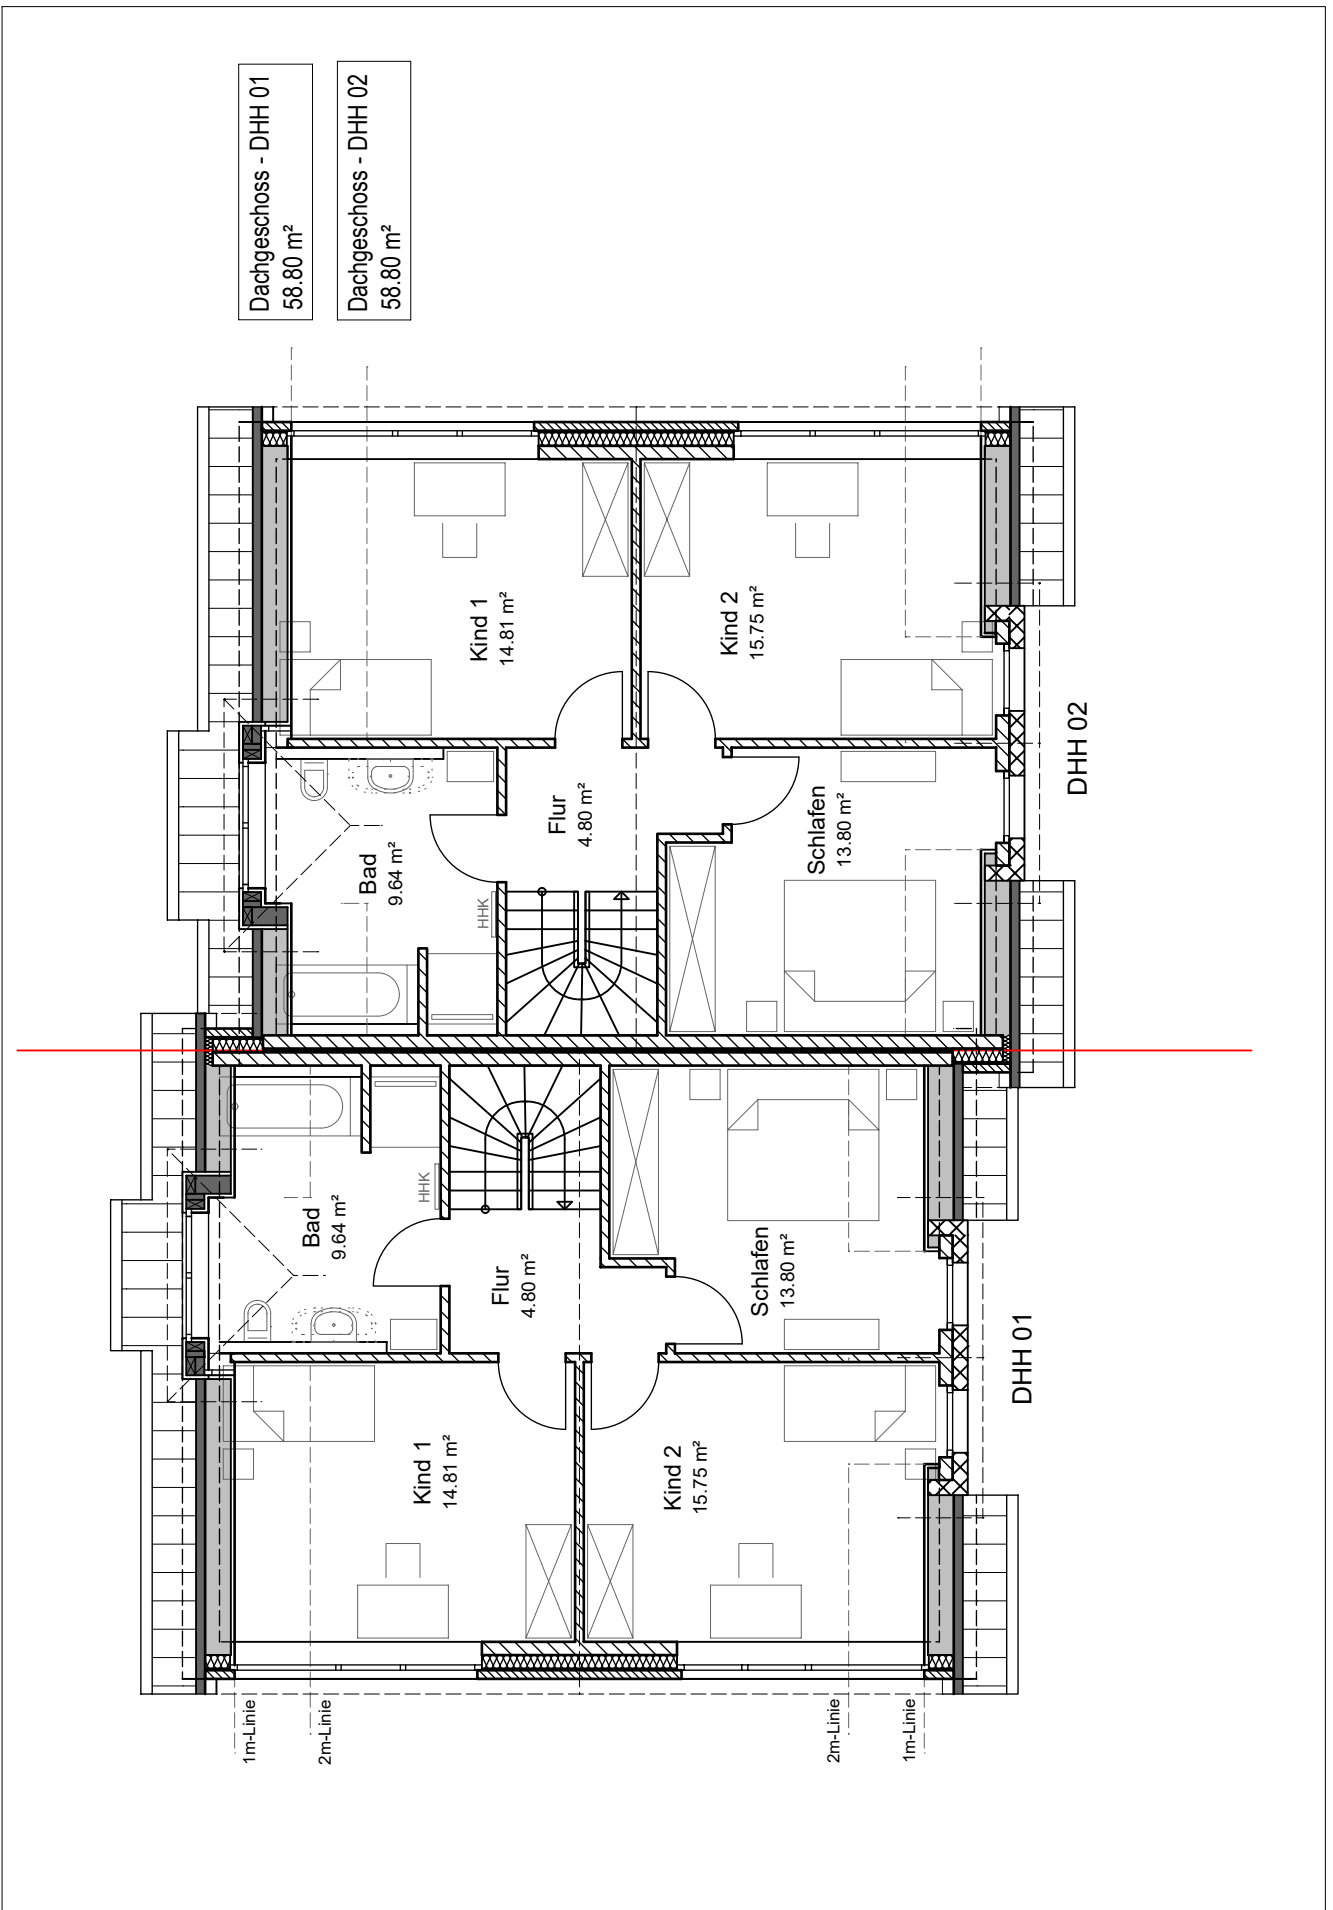 Dachgeschoss - DHH 01
58.80 m²
Dachgeschoss - DHH 02
58.80 m²
Kind 1
14.81 m²
Kind 2
15.75 m²
Bad
9.64 m²
Flur
4.80 m²
Schlafen
13.80 m²
HHK
DHH 02
Bad
9.64 m²
HHK
Flur
4.80 m²
Schlafen
13.80 m²
Kind 1
14.81 m²
Kind 2
15.75 m²
DHH 01
1m-Linie
2m-Linie
2m-Linie
1m-Linie